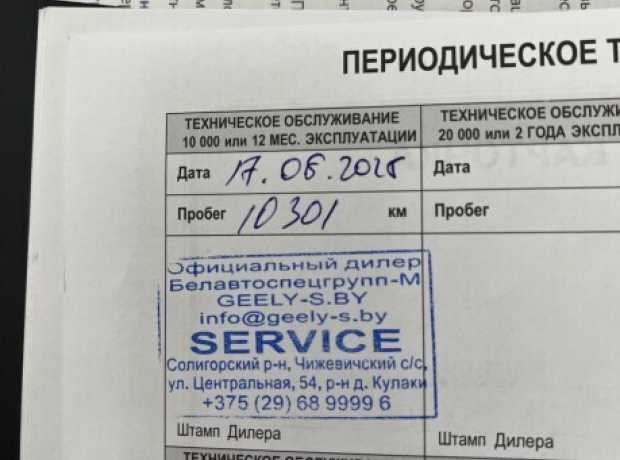 ПЕРИОДИЧЕСКОЕ Т
ТЕХНИЧЕСКОЕ ОБСЛУЖИВАНИЕ
10 000 или 12 МЕС. ЭКСПЛУАТАЦИИ
Дата 17.06.2025
Пробег 10301 км
Официальный дилер
Белавтоспецгрупп-М
GEELY-S.BY
info@geely-s.by
SERVICE
Солигорский р-н, Чижевичский с/с,
ул. Центральная, 54, р-н д. Кулаки
+375 (29) 68 9999 6
Штамп Дилера
ТЕХНИЧЕСКОЕ ОБСЛУЖИ
20 000 или 2 ГОДА ЭКСПЛ
Дата
Пробег
Штамп Дилера